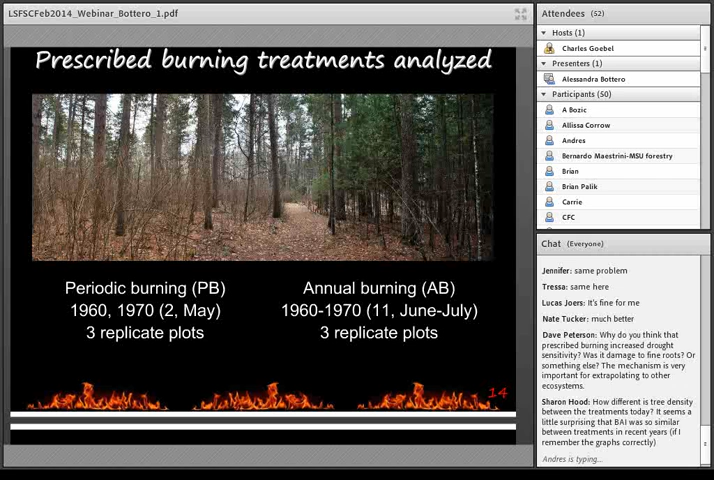 LSFSCFeb2014_Webinar_Bottero_1.pdf
Prescribed burning treatments analyzed
Periodic burning (PB)
1960, 1970 (2, May)
3 replicate plots
Annual burning (AB)
1960-1970 (11, June-July)
3 replicate plots
14
Attendees (52)
Hosts (1)
Charles Goebel
Presenters (1)
Alessandra Bottero
Participants (50)
A Bozic
Allissa Corrow
Andres
Bernardo Maestrini-MSU forestry
Brian
Brian Palik
Carrie
CFC
Chat (Everyone)
Jennifer: same problem
Tressa: same here
Lucas Joers: It's fine for me
Nate Tucker: much better
Dave Peterson: Why do you think that
prescribed burning increased drought
sensitivity? Was it damage to fine roots? Or
something else? The mechanism is very
important for extrapolating to other
ecosystems.
Sharon Hood: How different is tree density
between the treatments today? It seems a
little surprising that BAI was so similar
between treatments in recent years (if I
remember the graphs correctly)
Andres is typing...